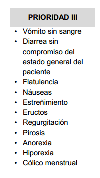 PRIORIDAD III
• Vómito sin sangre
• Diarrea sin
compromiso del
estado general del
paciente
• Flatulencia
• Náuseas
• Estreñimiento
• Eructos
• Regurgitación
• Pirosis
• Anorexia
• Hiporexia
• Cólico menstrual